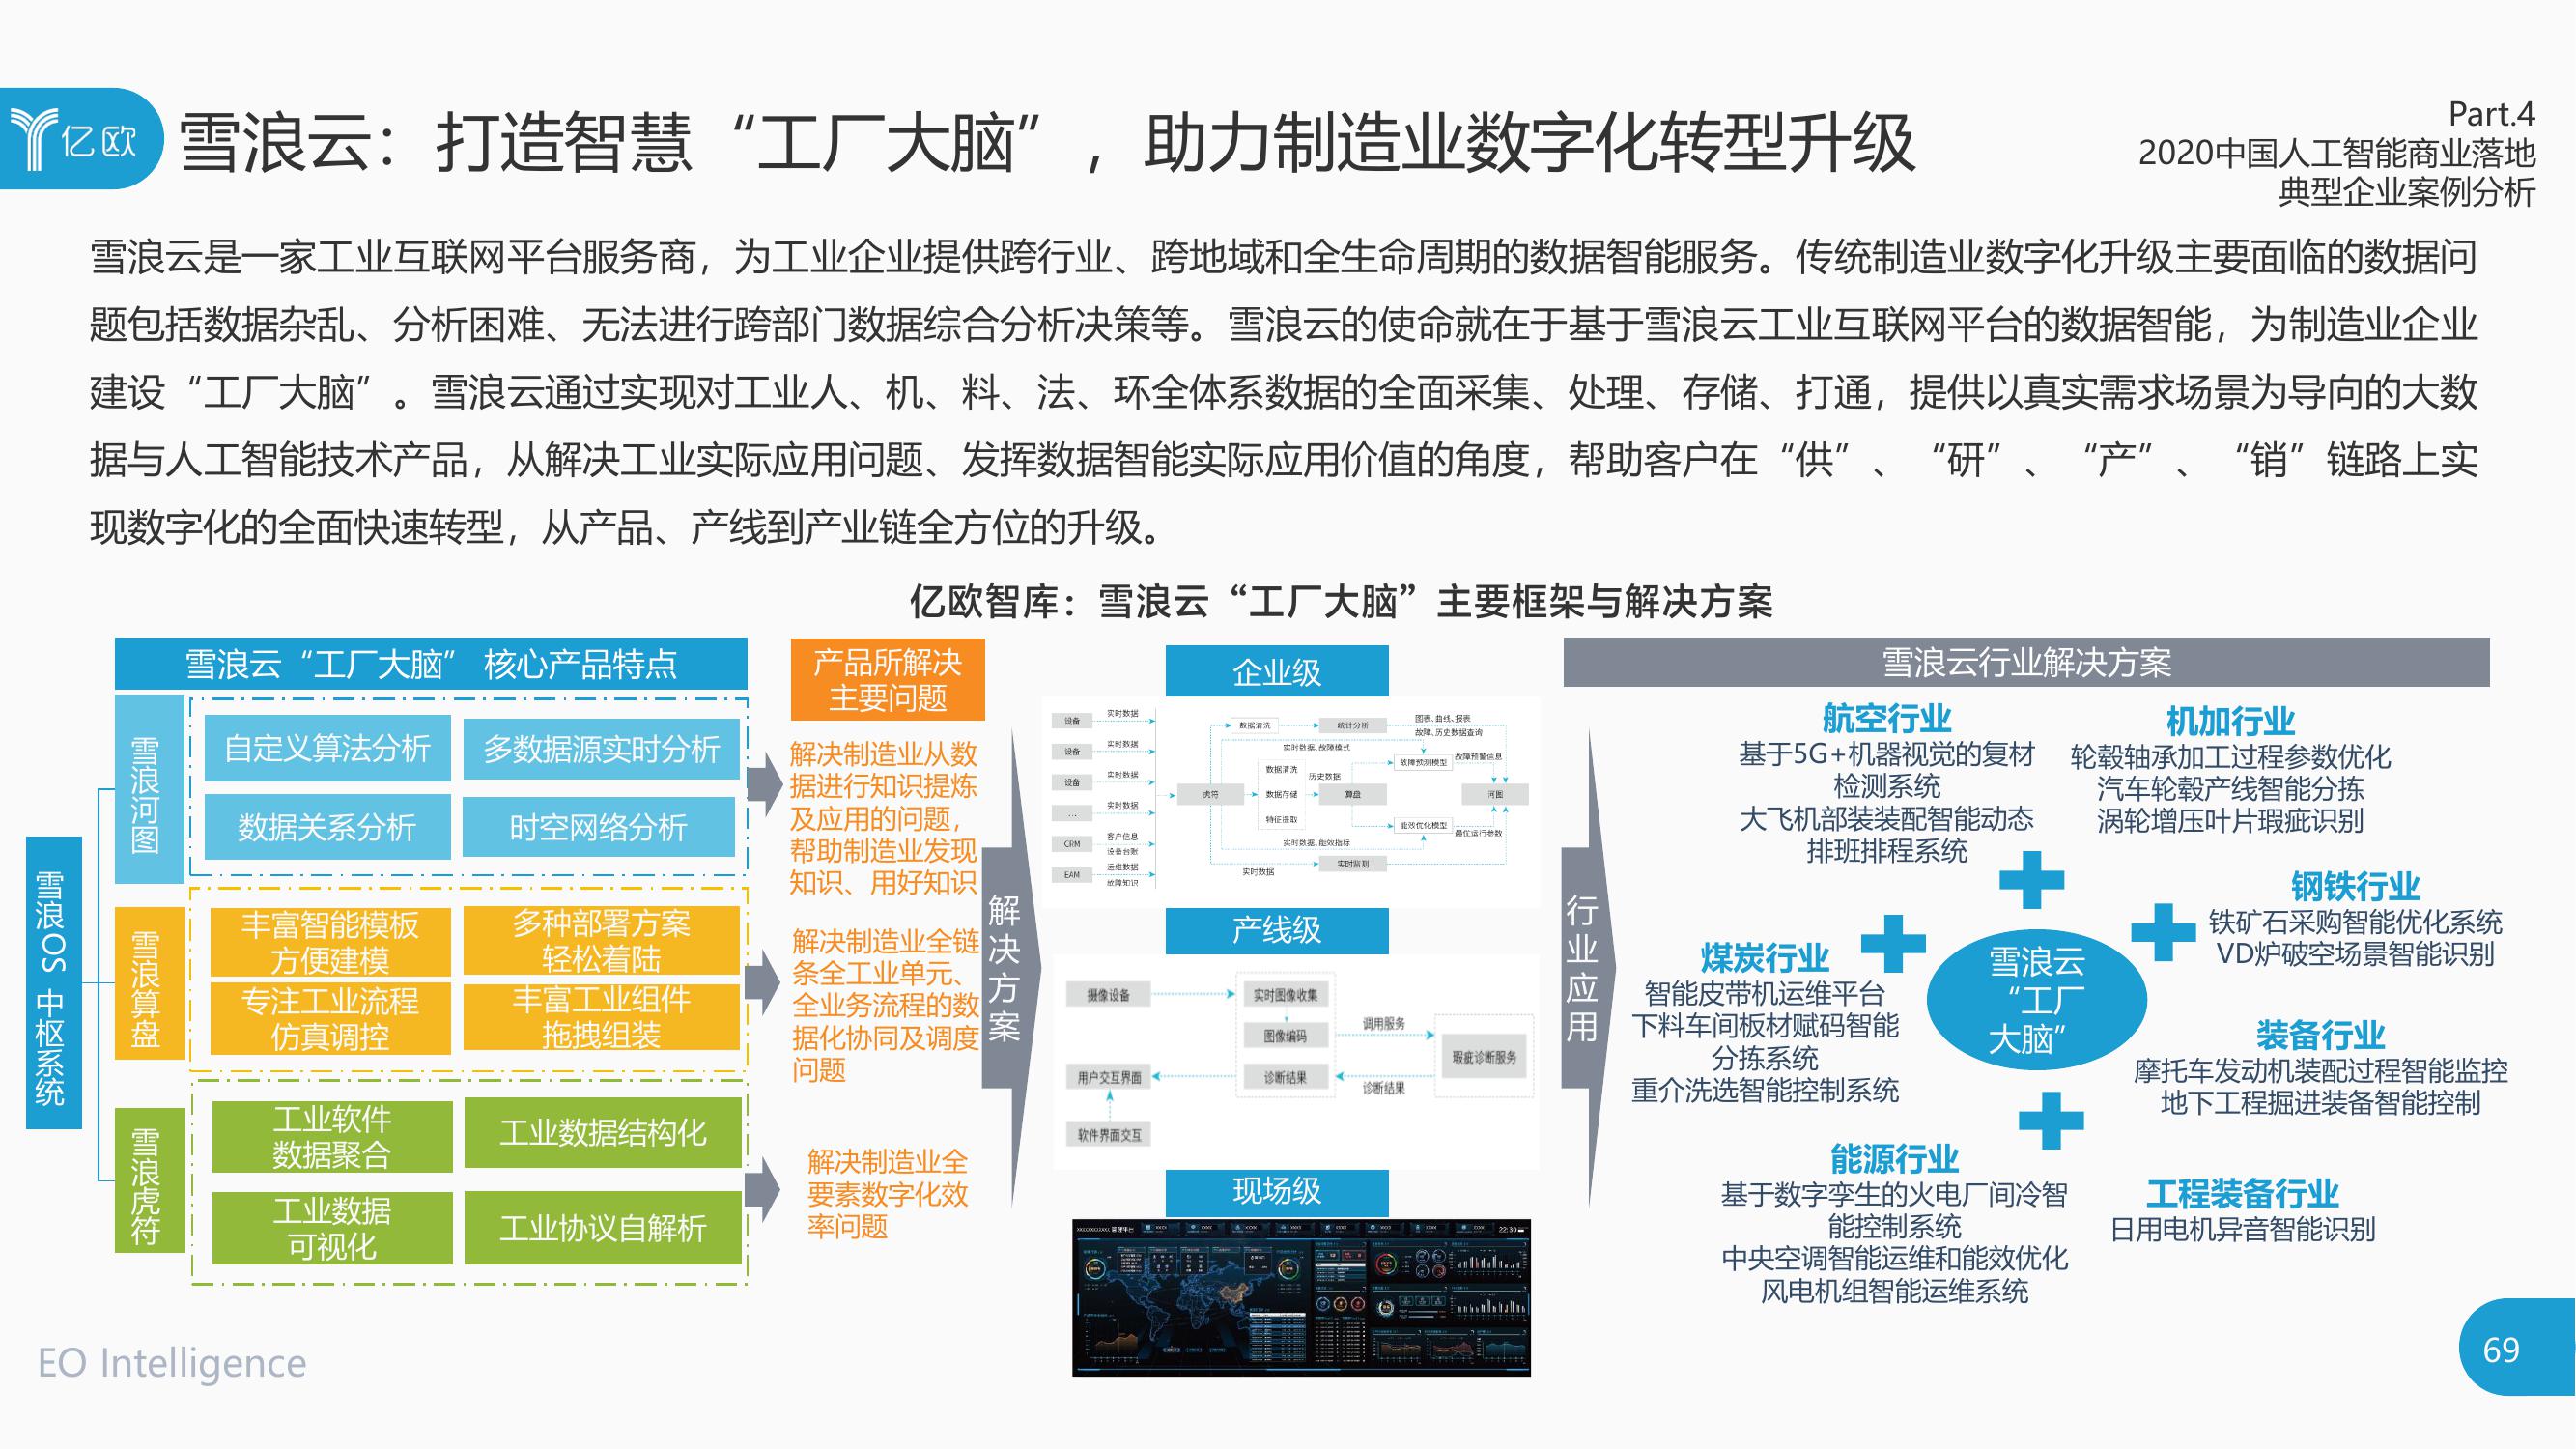 亿欧
雪浪云：打造智慧“工厂大脑”，助力制造业数字化转型升级
Part.4
2020中国人工智能商业落地
典型企业案例分析
雪浪云是一家工业互联网平台服务商，为工业企业提供跨行业、跨地域和全生命周期的数据智能服务。传统制造业数字化升级主要面临的数据问
题包括数据杂乱、分析困难、无法进行跨部门数据综合分析决策等。雪浪云的使命就在于基于雪浪云工业互联网平台的数据智能，为制造业企业
建设“工厂大脑”。雪浪云通过实现对工业人、机、料、法、环全体系数据的全面采集、处理、存储、打通，提供以真实需求场景为导向的大数
据与人工智能技术产品，从解决工业实际应用问题、发挥数据智能实际应用价值的角度，帮助客户在“供”、“研”、“产”、“销”链路上实
现数字化的全面快速转型，从产品、产线到产业链全方位的升级。
亿欧智库：雪浪云“工厂大脑”主要框架与解决方案
雪浪OS 中枢系统
雪浪云“工厂大脑” 核心产品特点
雪浪河图
自定义算法分析
多数据源实时分析
数据关系分析
时空网络分析
雪浪算盘
丰富智能模板
方便建模
多种部署方案
轻松着陆
专注工业流程
仿真调控
丰富工业组件
拖拽组装
雪浪虎符
工业软件
数据聚合
工业数据结构化
工业数据
可视化
工业协议自解析
产品所解决
主要问题
解决制造业从数
据进行知识提炼
及应用的问题，
帮助制造业发现
知识、用好知识
解决制造业全链
条全工业单元、
全业务流程的数
据化协同及调度
问题
解决制造业全
要素数字化效
率问题
解决方案
企业级
设备
实时数据
设备
实时数据
设备
实时数据
...
实时数据
CRM
客户信息
设备台账
EAM
运维数据
故障知识
虎符
数据清洗
统计分析
图表、曲线、报表
故障、历史数据查询
实时数据、故障模式
故障预测模型
故障预警信息
数据清洗
数据存储
特征提取
历史数据
算盘
河图
能效优化模型
最优运行参数
实时数据、能效指标
实时监测
实时数据
产线级
摄像设备
实时图像收集
图像编码
诊断结果
调用服务
瑕疵诊断服务
诊断结果
用户交互界面
软件界面交互
现场级
22:30
行业应用
雪浪云行业解决方案
航空行业
基于5G+机器视觉的复材
检测系统
大飞机部装装配智能动态
排班排程系统
机加行业
轮毂轴承加工过程参数优化
汽车轮毂产线智能分拣
涡轮增压叶片瑕疵识别
钢铁行业
铁矿石采购智能优化系统
VD炉破空场景智能识别
煤炭行业
智能皮带机运维平台
下料车间板材赋码智能
分拣系统
重介洗选智能控制系统
雪浪云
“工厂
大脑”
装备行业
摩托车发动机装配过程智能监控
地下工程掘进装备智能控制
能源行业
基于数字孪生的火电厂间冷智
能控制系统
中央空调智能运维和能效优化
风电机组智能运维系统
工程装备行业
日用电机异音智能识别
EO Intelligence
69